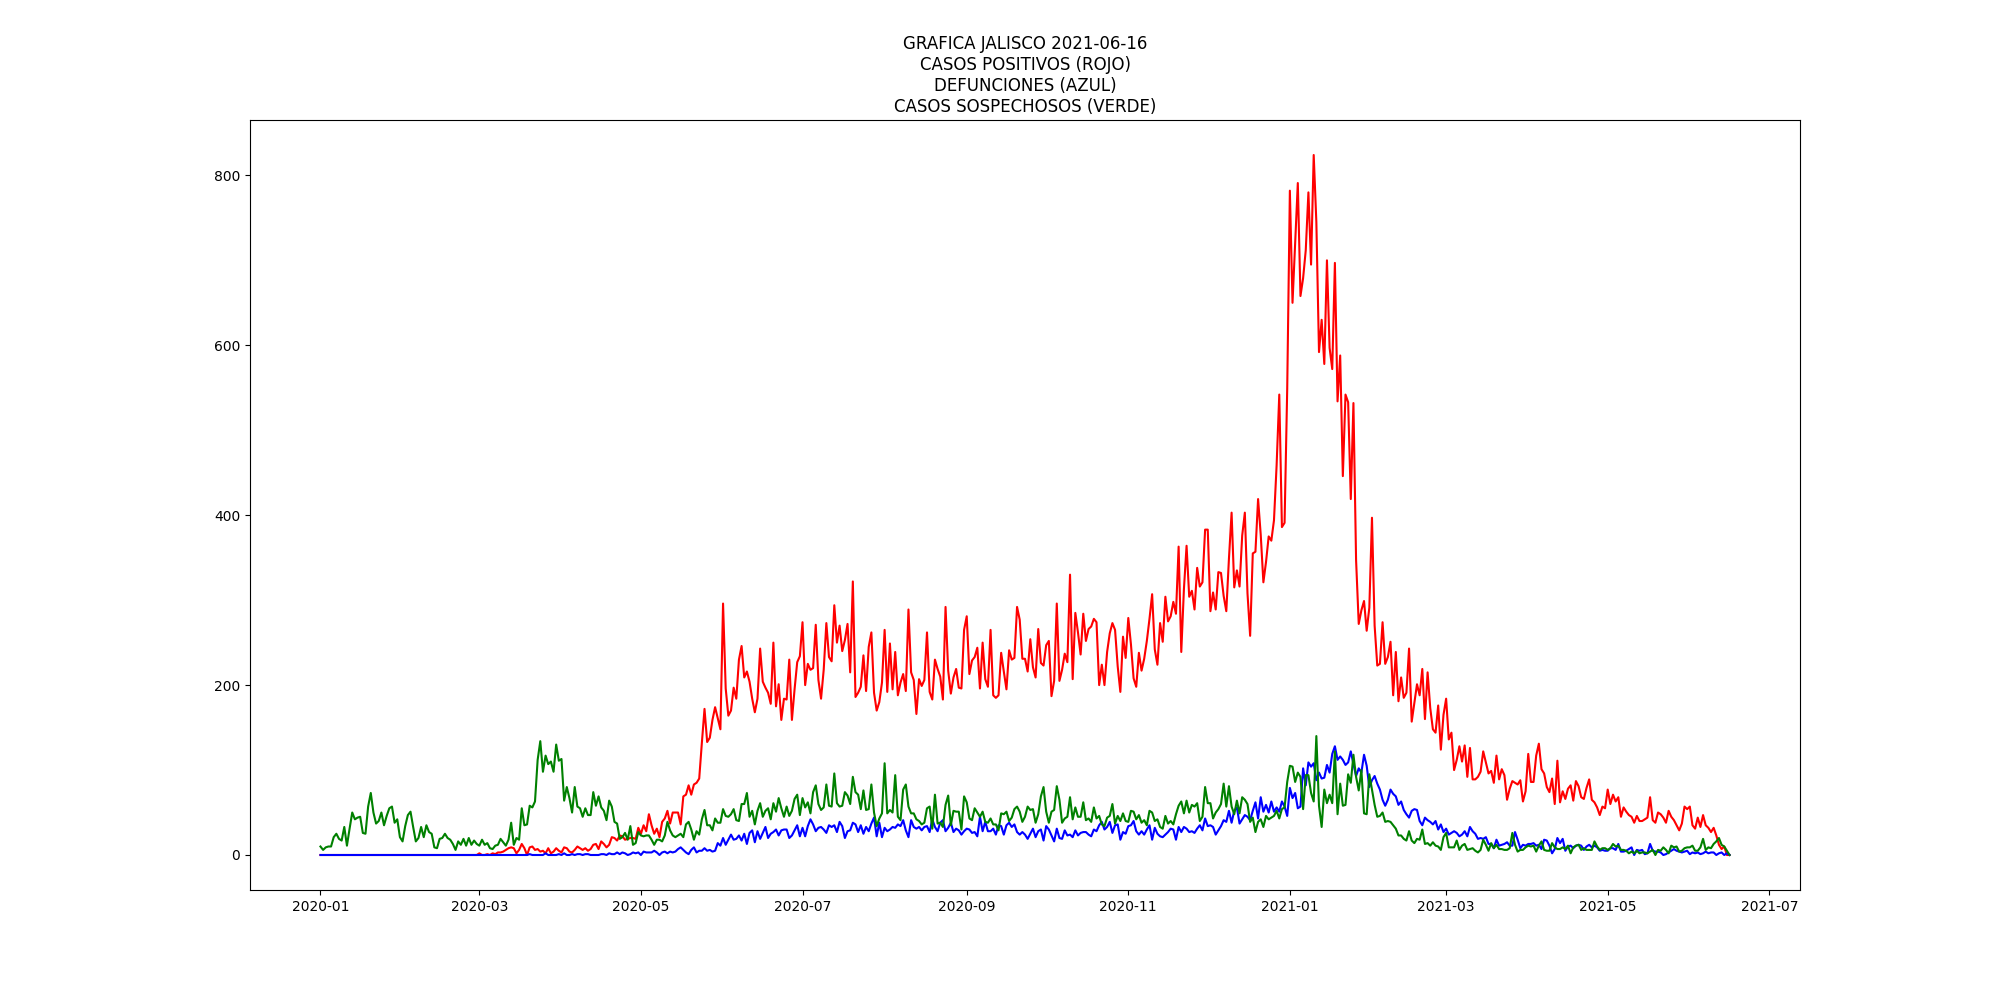 GRAFICA JALISCO 2021-06-16
CASOS POSITIVOS (ROJO)
DEFUNCIONES (AZUL)
CASOS SOSPECHOSOS (VERDE)
800
600
400
200
0
2020-01 2020-03 2020-05 2020-07 2020-09 2020-11 2021-01 2021-03 2021-05 2021-07